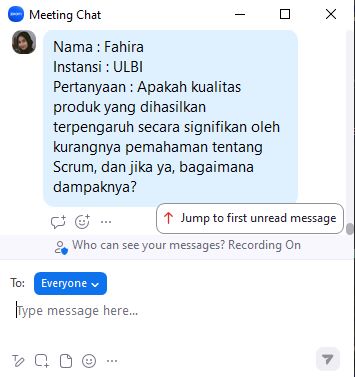 zoom
Meeting Chat
Nama : Fahira
Instansi : ULBI
Pertanyaan : Apakah kualitas
produk yang dihasilkan
terpengaruh secara signifikan oleh
kurangnya pemahaman tentang
Scrum, dan jika ya, bagaimana
dampaknya?
Jump to first unread message
Who can see your messages? Recording On
To: Everyone
Type message here...